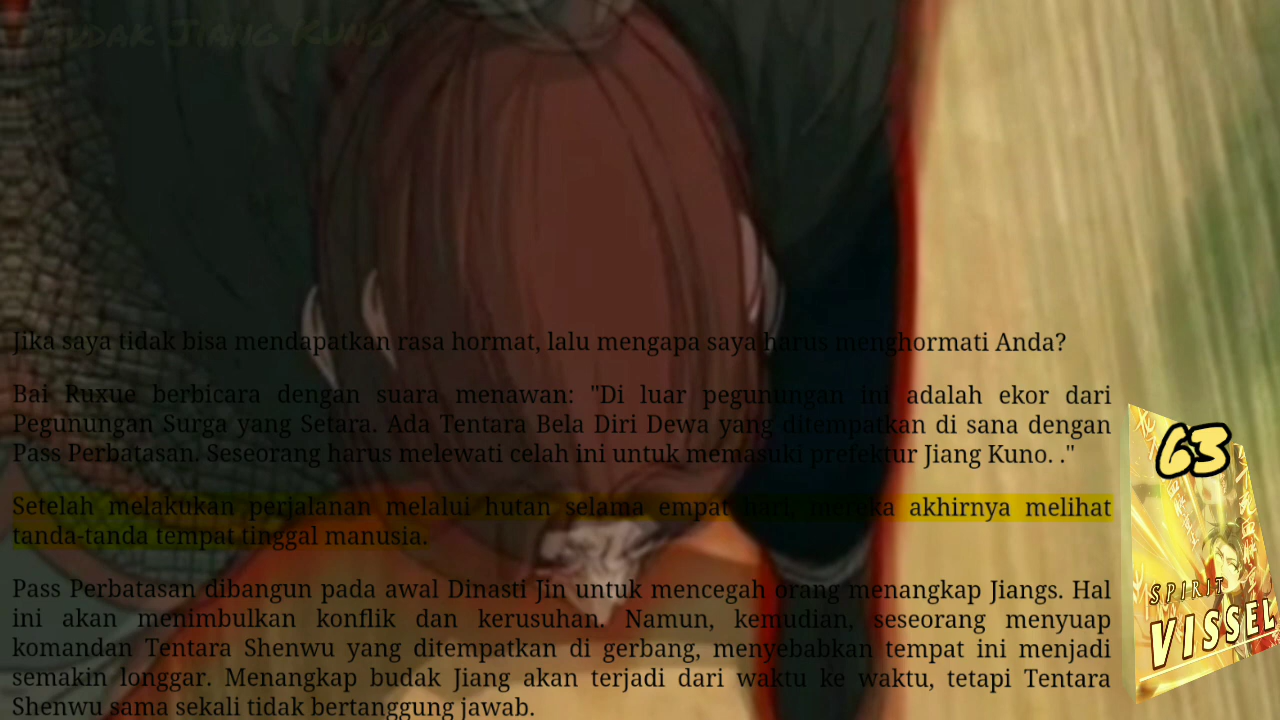 Budak Jiang Kuno
Jika saya tidak bisa mendapatkan rasa hormat, lalu mengapa saya harus menghormati Anda?
Bai Ruxue berbicara dengan suara menawan: "Di luar pegunungan ini adalah ekor dari
Pegunungan Surga yang Setara. Ada Tentara Bela Diri Dewa yang ditempatkan di sana dengan
Pass Perbatasan. Seseorang harus melewati celah ini untuk memasuki prefektur Jiang Kuno. ."
Setelah melakukan perjalanan melalui hutan selama empat hari, mereka akhirnya melihat
tanda-tanda tempat tinggal manusia.
Pass Perbatasan dibangun pada awal Dinasti Jin untuk mencegah orang menangkap Jiangs. Hal
ini akan menimbulkan konflik dan kerusuhan. Namun, kemudian, seseorang menyuap
komandan Tentara Shenwu yang ditempatkan di gerbang, menyebabkan tempat ini menjadi
semakin longgar. Menangkap budak Jiang akan terjadi dari waktu ke waktu, tetapi Tentara
Shenwu sama sekali tidak bertanggung jawab.
63
SPIRIT
VISSEL